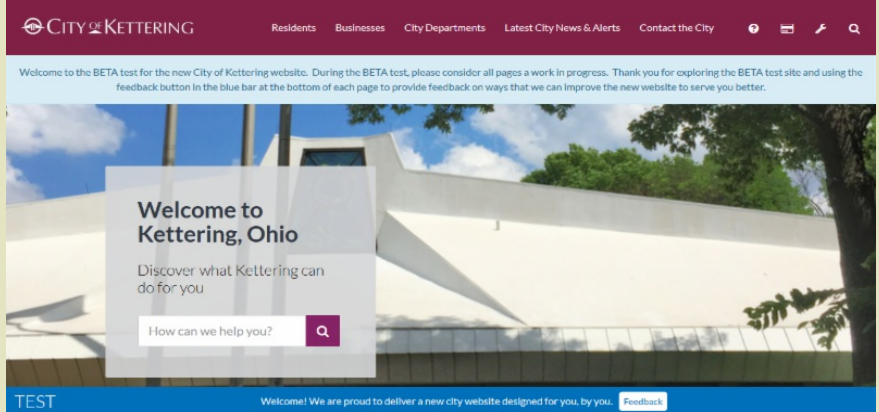 CITY OF KETTERING
Residents Businesses City Departments Latest City News & Alerts Contact the City
Welcome to the BETA test for the new City of Kettering website. During the BETA test, please consider all pages a work in progress. Thank you for exploring the BETA test site and using the
feedback button in the blue bar at the bottom of each page to provide feedback on ways that we can improve the new website to serve you better.
Welcome to
Kettering, Ohio
Discover what Kettering can
do for you
How can we help you?
TEST
Welcome! We are proud to deliver a new city website designed for you, by you. Feedback